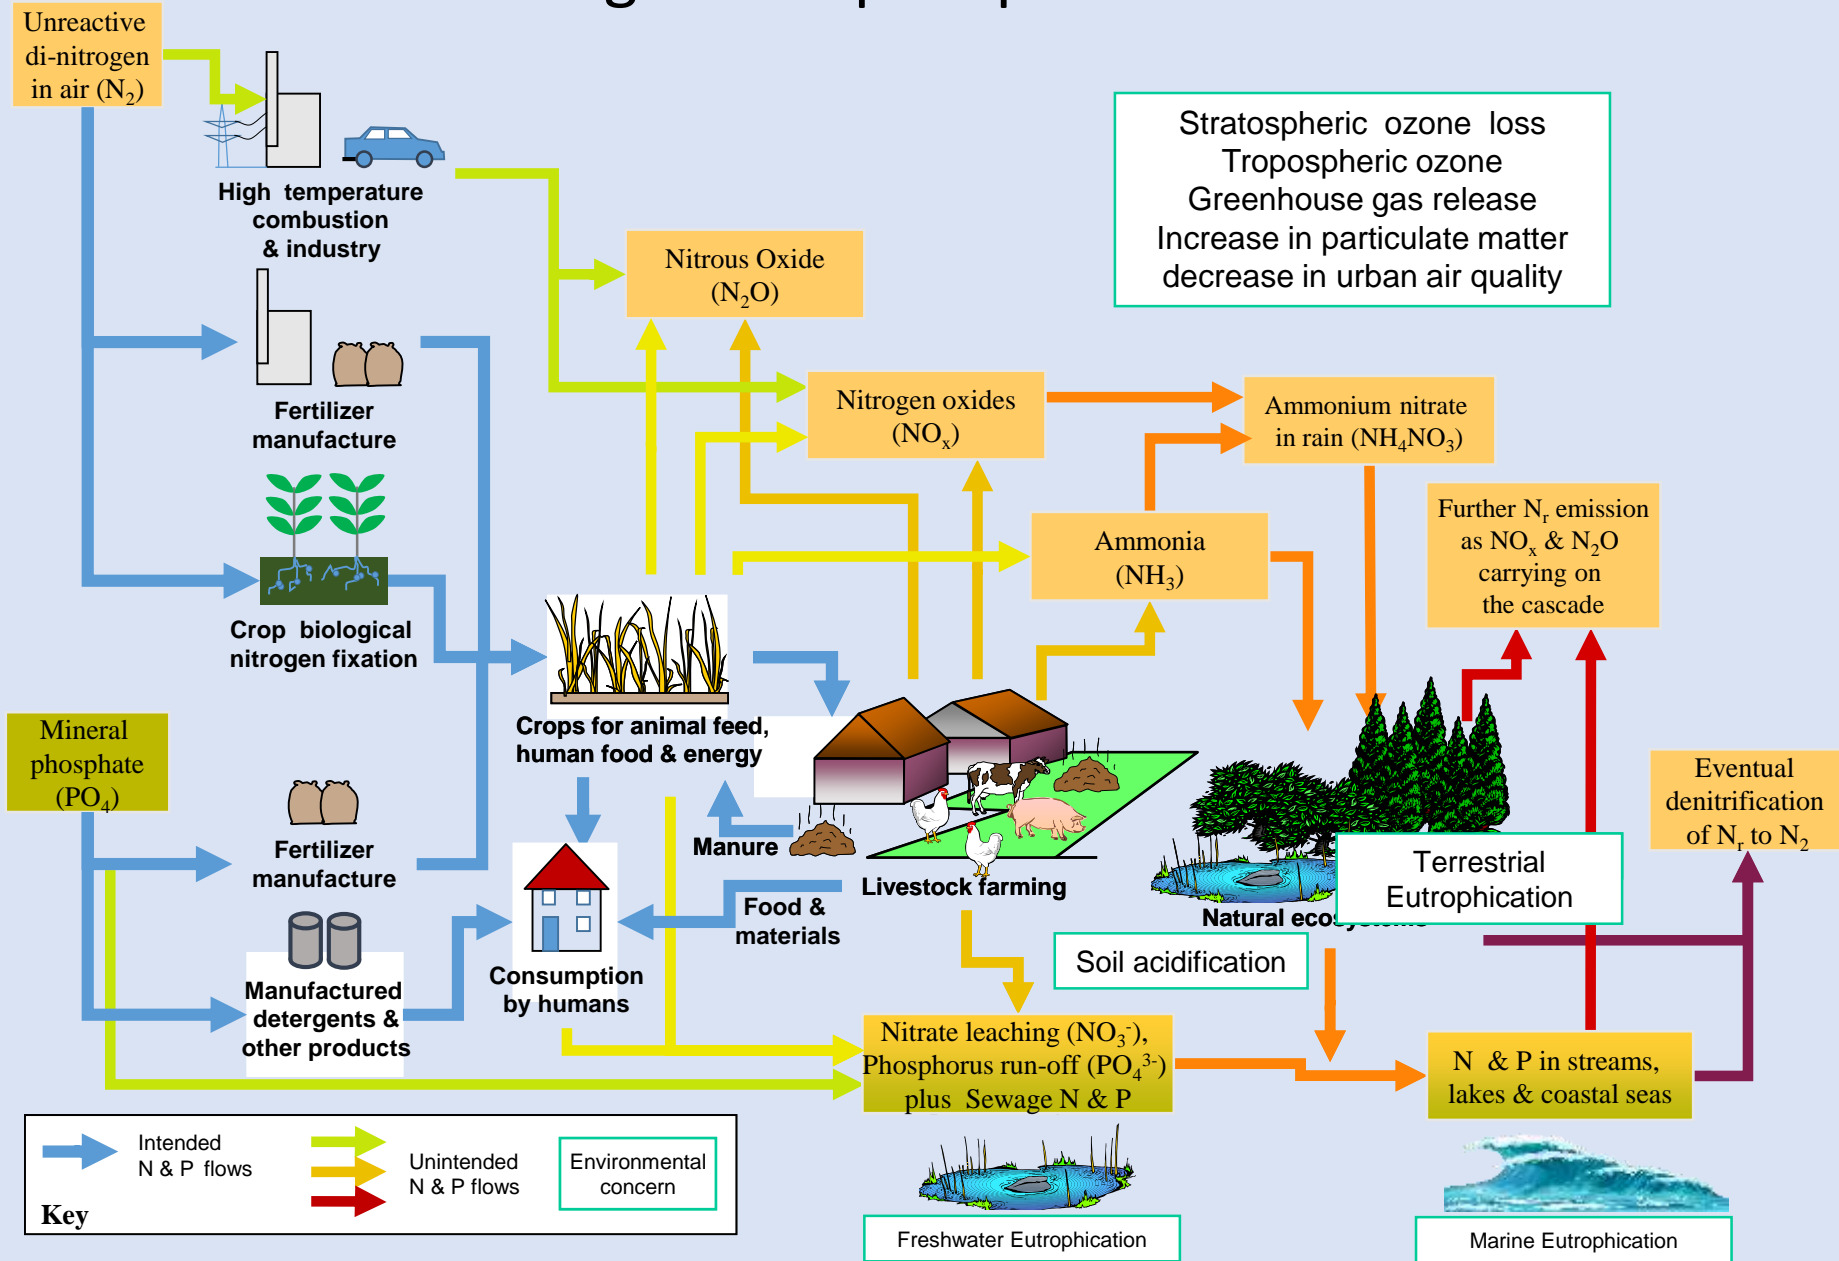 Unreactive
di-nitrogen
in air (N₂)
High temperature
combustion
& industry
Stratospheric ozone loss
Tropospheric ozone
Greenhouse gas release
Increase in particulate matter
decrease in urban air quality
Nitrous Oxide
(N₂O)
Fertilizer
manufacture
Nitrogen oxides
(NOₓ)
Ammonium nitrate
in rain (NH₄NO₃)
Further Nᵣ emission
as NOₓ & N₂O
carrying on
the cascade
Ammonia
(NH₃)
Crop biological
nitrogen fixation
Crops for animal feed,
human food & energy
Mineral
phosphate
(PO₄)
Eventual
denitrification
of Nᵣ to N₂
Fertilizer
manufacture
Manure
Livestock farming
Terrestrial
Eutrophication
Natural
Food &
materials
Soil acidification
Consumption
by humans
Manufactured
detergents &
other products
Nitrate leaching (NO₃⁻),
Phosphorus run-off (PO₄³⁻)
plus Sewage N & P
N & P in streams,
lakes & coastal seas
Intended
N & P flows
Unintended
N & P flows
Environmental
concern
Key
Freshwater Eutrophication
Marine Eutrophication